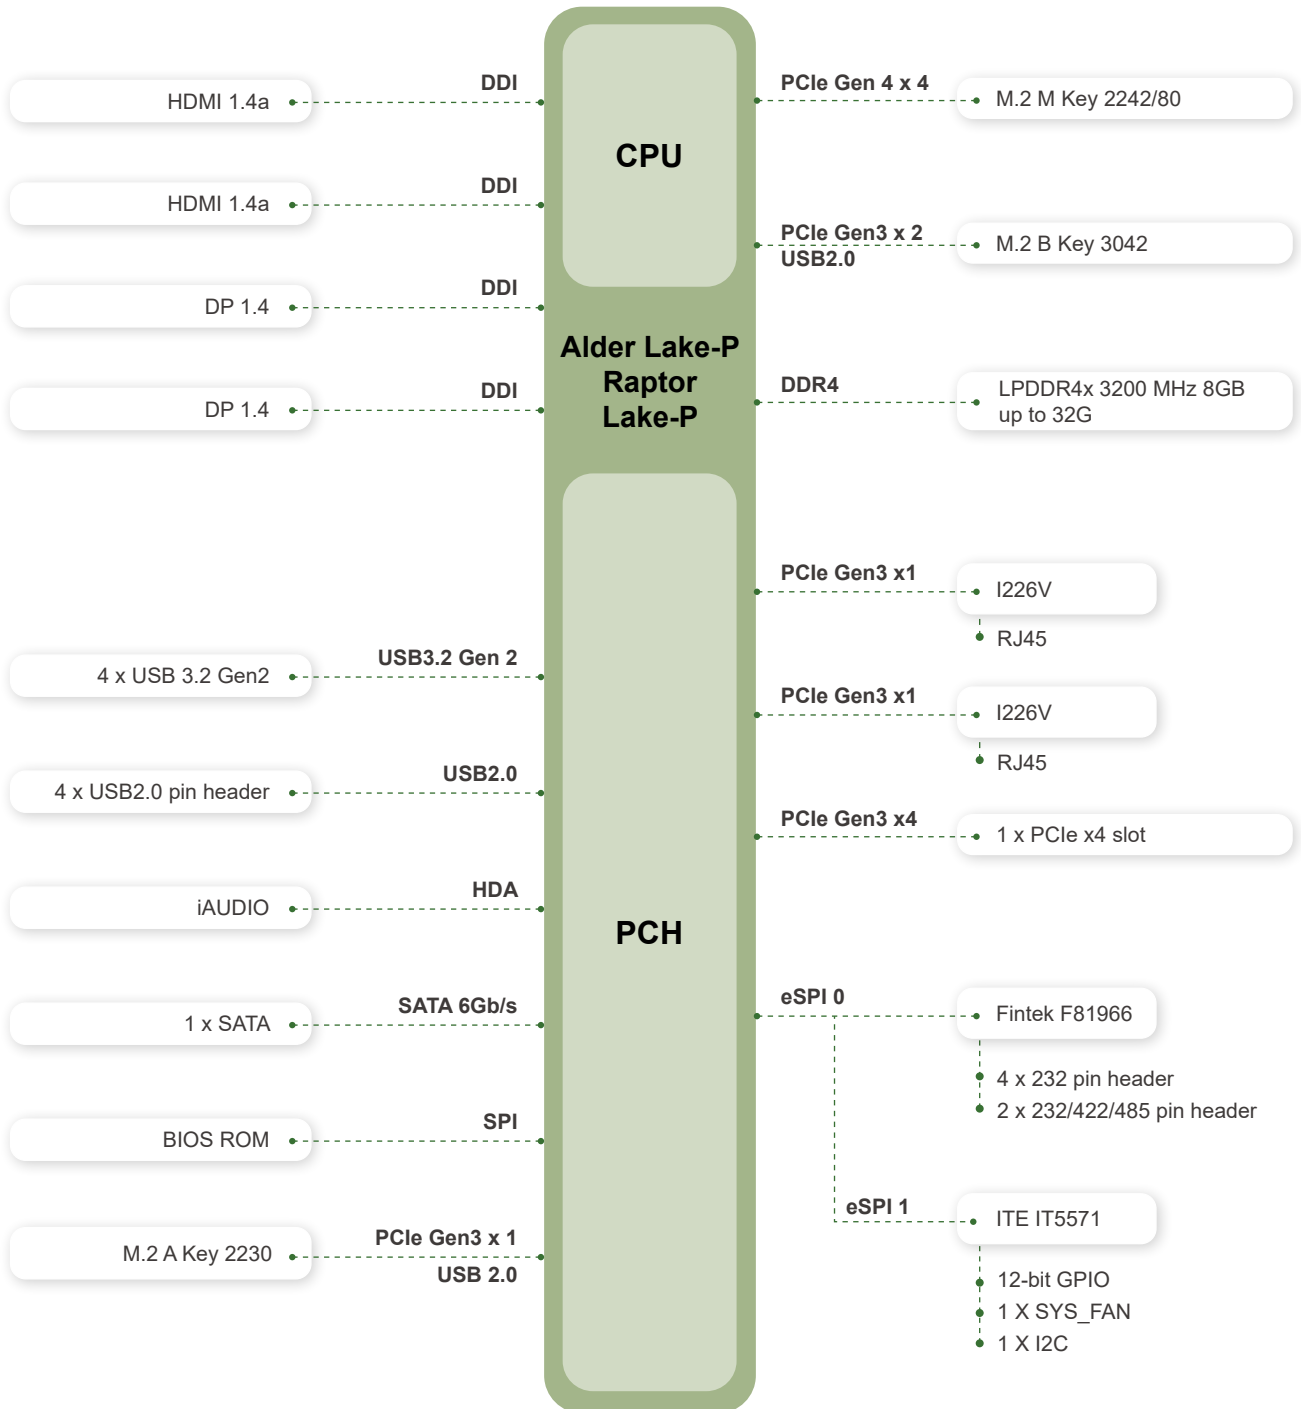 HDMI 1.4a
DDI
HDMI 1.4a
DDI
DP 1.4
DDI
DP 1.4
DDI
4 x USB 3.2 Gen2
USB3.2 Gen 2
4 x USB2.0 pin header
USB2.0
iAUDIO
HDA
1 x SATA
SATA 6Gb/s
BIOS ROM
SPI
M.2 A Key 2230
PCIe Gen3 x 1
USB 2.0
CPU
Alder Lake-P
Raptor
Lake-P
PCH
PCIe Gen 4 x 4
M.2 M Key 2242/80
PCIe Gen3 x 2
USB2.0
M.2 B Key 3042
DDR4
LPDDR4x 3200 MHz 8GB
up to 32G
PCIe Gen3 x1
I226V
RJ45
PCIe Gen3 x1
I226V
RJ45
PCIe Gen3 x4
1 x PCIe x4 slot
eSPI 0
Fintek F81966
4 x 232 pin header
2 x 232/422/485 pin header
eSPI 1
ITE IT5571
12-bit GPIO
1 X SYS_FAN
1 X I2C